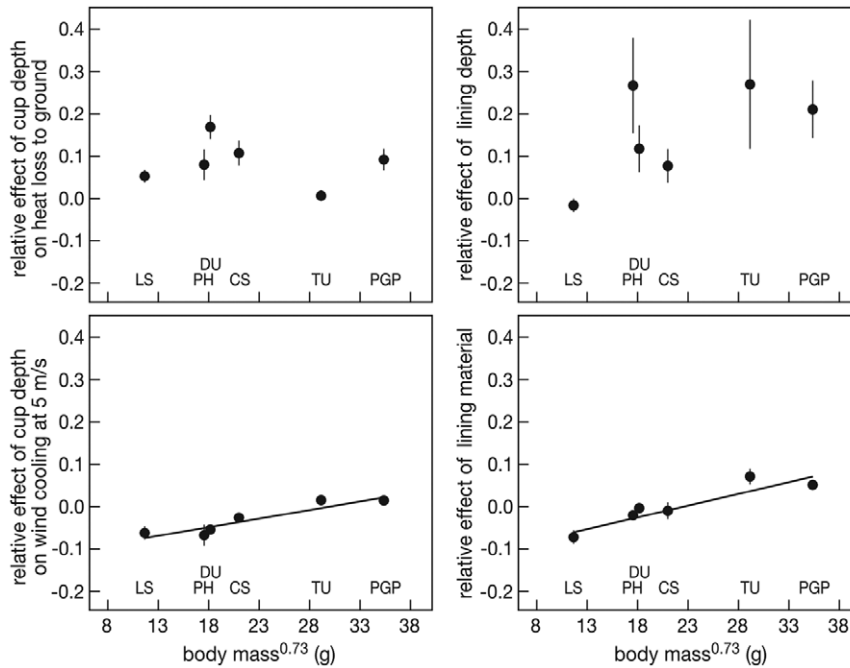 relative effect of cup depth
on heat loss to ground
0.4
0.3
0.2
0.1
0.0
-0.1
-0.2
DU
LS PH CS TU PGP
relative effect of lining depth
0.4
0.3
0.2
0.1
0.0
-0.1
-0.2
DU
LS PH CS TU PGP
relative effect of cup depth
on wind cooling at 5 m/s
0.4
0.3
0.2
0.1
0.0
-0.1
-0.2
DU
LS PH CS TU PGP
8 13 18 23 28 33 38
body mass^0.73 (g)
relative effect of lining material
0.4
0.3
0.2
0.1
0.0
-0.1
-0.2
DU
LS PH CS TU PGP
8 13 18 23 28 33 38
body mass^0.73 (g)